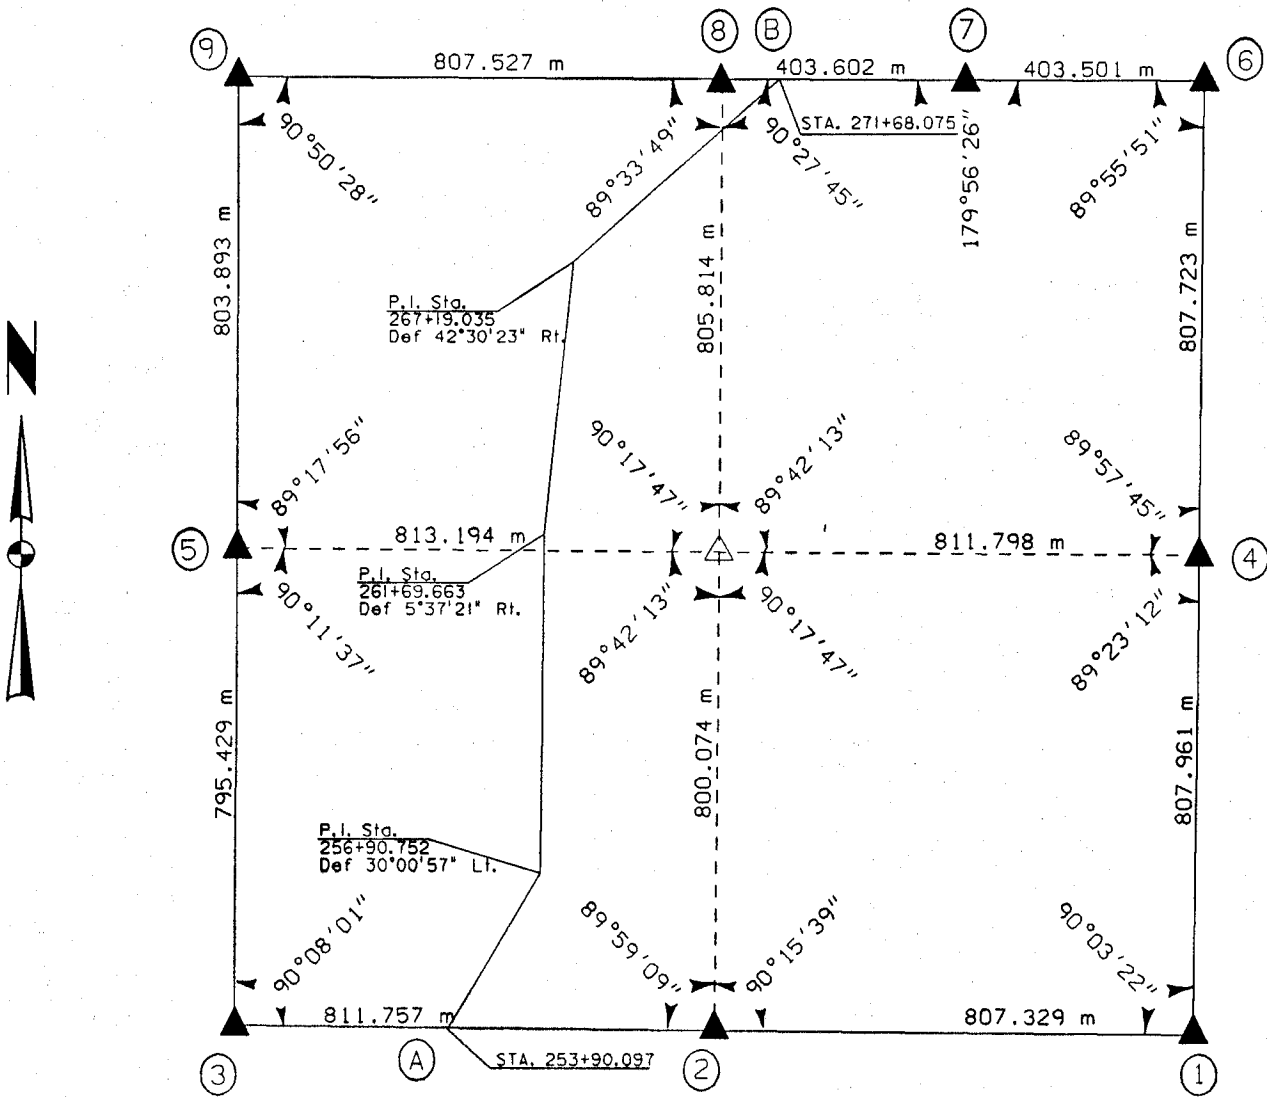 9
8
B
7
6
807.527 m
403.602 m
403.501 m
STA. 271+68.075
90°50'28"
89°33'49"
90°27'45"
179°56'26"
89°55'51"
803.893 m
805.814 m
807.723 m
P.I. Sta.
267+19.035
Def 42°30'23" Rt.
N
89°17'56"
90°17'47"
89°42'13"
89°57'45"
5
813.194 m
811.798 m
4
P.I. Sta.
261+69.663
Def 5°37'21" Rt.
90°11'37"
89°42'13"
90°17'47"
89°23'12"
795.429 m
800.074 m
807.961 m
P.I. Sta.
256+90.752
Def 30°00'57" Lt.
90°08'01"
89°59'09"
90°15'39"
90°03'22"
811.757 m
807.329 m
STA. 253+90.097
3
A
2
1